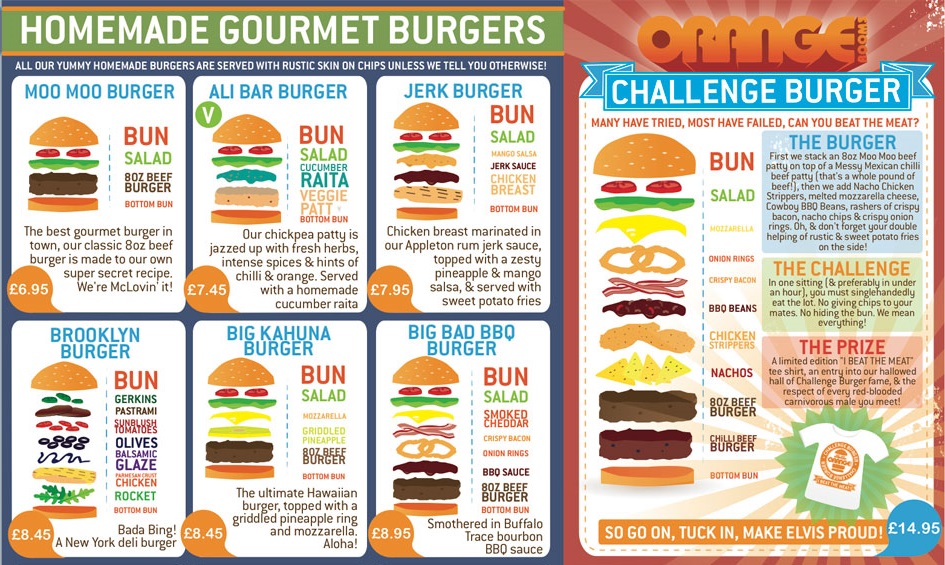 HOMEMADE GOURMET BURGERS
ALL OUR YUMMY HOMEMADE BURGERS ARE SERVED WITH RUSTIC SKIN ON CHIPS UNLESS WE TELL YOU OTHERWISE!
MOO MOO BURGER
BUN
SALAD
8OZ BEEF
BURGER
BOTTOM BUN
The best gourmet burger in
town, our classic 8oz beef
burger is made to our own
super secret recipe.
We're McLovin' it!
£6.95
ALI BAR BURGER
V
BUN
SALAD
CUCUMBER
RAITA
VEGGIE
PATT
BOTTOM BUN
Our chickpea patty is
jazzed up with fresh herbs,
intense spices & hints of
chilli & orange. Served
with a homemade
cucumber raita
£7.45
JERK BURGER
BUN
SALAD
MANGO SALSA
JERK SAUCE
CHICKEN
BREAST
BOTTOM BUN
Chicken breast marinated in
our Appleton rum jerk sauce,
topped with a zesty
pineapple & mango
salsa, & served with
sweet potato fries
£7.95
BROOKLYN
BURGER
BUN
GERKINS
PASTRAMI
SUNBLUSH
TOMATOES
OLIVES
BALSAMIC
GLAZE
PARMESAN CRUST
CHICKEN
ROCKET
BOTTOM BUN
Bada Bing!
A New York deli burger
£8.45
BIG KAHUNA
BURGER
BUN
SALAD
MOZZARELLA
GRIDDLED
PINEAPPLE
8OZ BEEF
BURGER
BOTTOM BUN
The ultimate Hawaiian
burger, topped with a
griddled pineapple ring
and mozzarella.
Aloha!
£8.45
BIG BAD BBQ
BURGER
BUN
SALAD
SMOKED
CHEDDAR
CRISPY BACON
ONION RINGS
BBQ SAUCE
8OZ BEEF
BURGER
BOTTOM BUN
Smothered in Buffalo
Trace bourbon
BBQ sauce
£8.95
ORANGE
ROOMS
CHALLENGE BURGER
MANY HAVE TRIED, MOST HAVE FAILED, CAN YOU BEAT THE MEAT?
BUN
SALAD
MOZZARELLA
ONION RINGS
CRISPY BACON
BBQ BEANS
CHICKEN
STRIPPERS
NACHOS
8OZ BEEF
BURGER
CHILLI BEEF
BURGER
BOTTOM BUN
THE BURGER
First we stack an 8oz Moo Moo beef
patty on top of a Messy Mexican chilli
beef patty (that's a whole pound of
beef!), then we add Nacho Chicken
Strippers, melted mozzarella cheese,
Cowboy BBQ Beans, rashers of crispy
bacon, nacho chips & crispy onion
rings. Oh, & don't forget your double
helping of rustic & sweet potato fries
on the side!
THE CHALLENGE
In one sitting (& preferably in under
an hour), you must singlehandedly
eat the lot. No giving chips to your
mates. No hiding the bun. We mean
everything!
THE PRIZE
A limited edition "I BEAT THE MEAT"
tee shirt, an entry into our hallowed
hall of Challenge Burger fame, & the
respect of every red-blooded
carnivorous male you meet!
CHALLENGE BURGER
ORANGE
I BEAT THE MEAT!
SO GO ON, TUCK IN, MAKE ELVIS PROUD!
£14.95